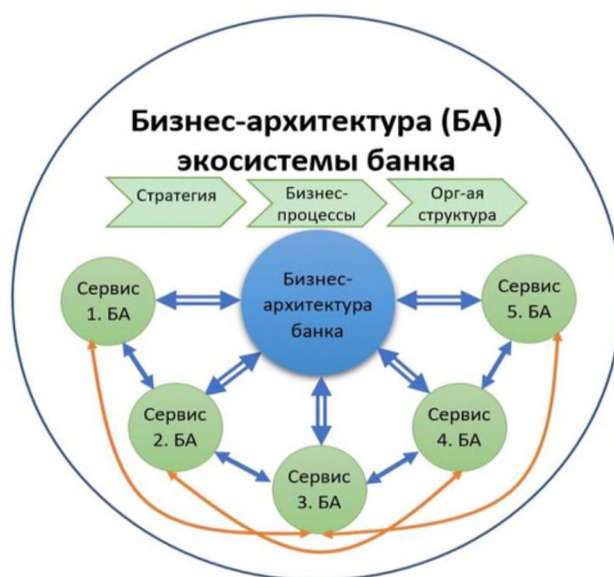 Бизнес-архитектура (БА)
экосистемы банка
Стратегия
Бизнес-
процессы
Орг-ая
структура
Бизнес-
архитектура
банка
Сервис
1. БА
Сервис
5. БА
Сервис
2. БА
Сервис
4. БА
Сервис
3. БА